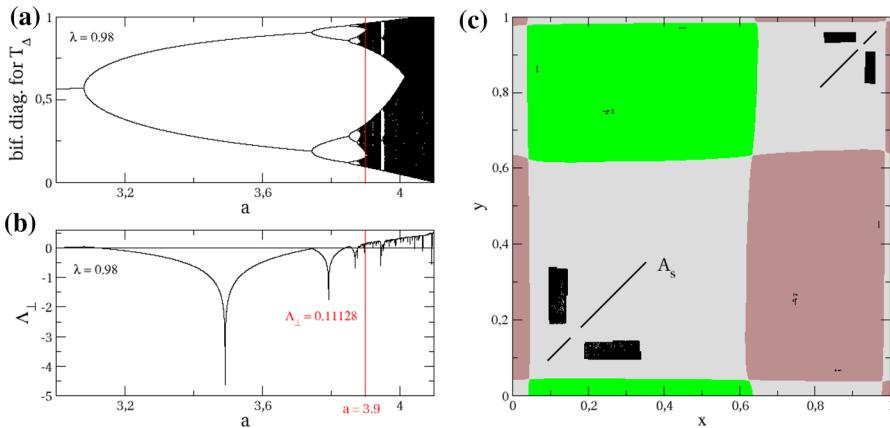 (a)
λ = 0.98
bif. diag. for T_Δ
1
0,5
0
3,2
3,6
4
a
(b)
0
-1
-2
-3
-4
-5
λ = 0.98
Λ⊥ = 0.11128
Λ⊥
3,2
3,6
4
a
a = 3.9
(c)
1
0,8
0,6
0,4
0,2
0
y
A_s
0
0,2
0,4
0,6
0,8
1
x